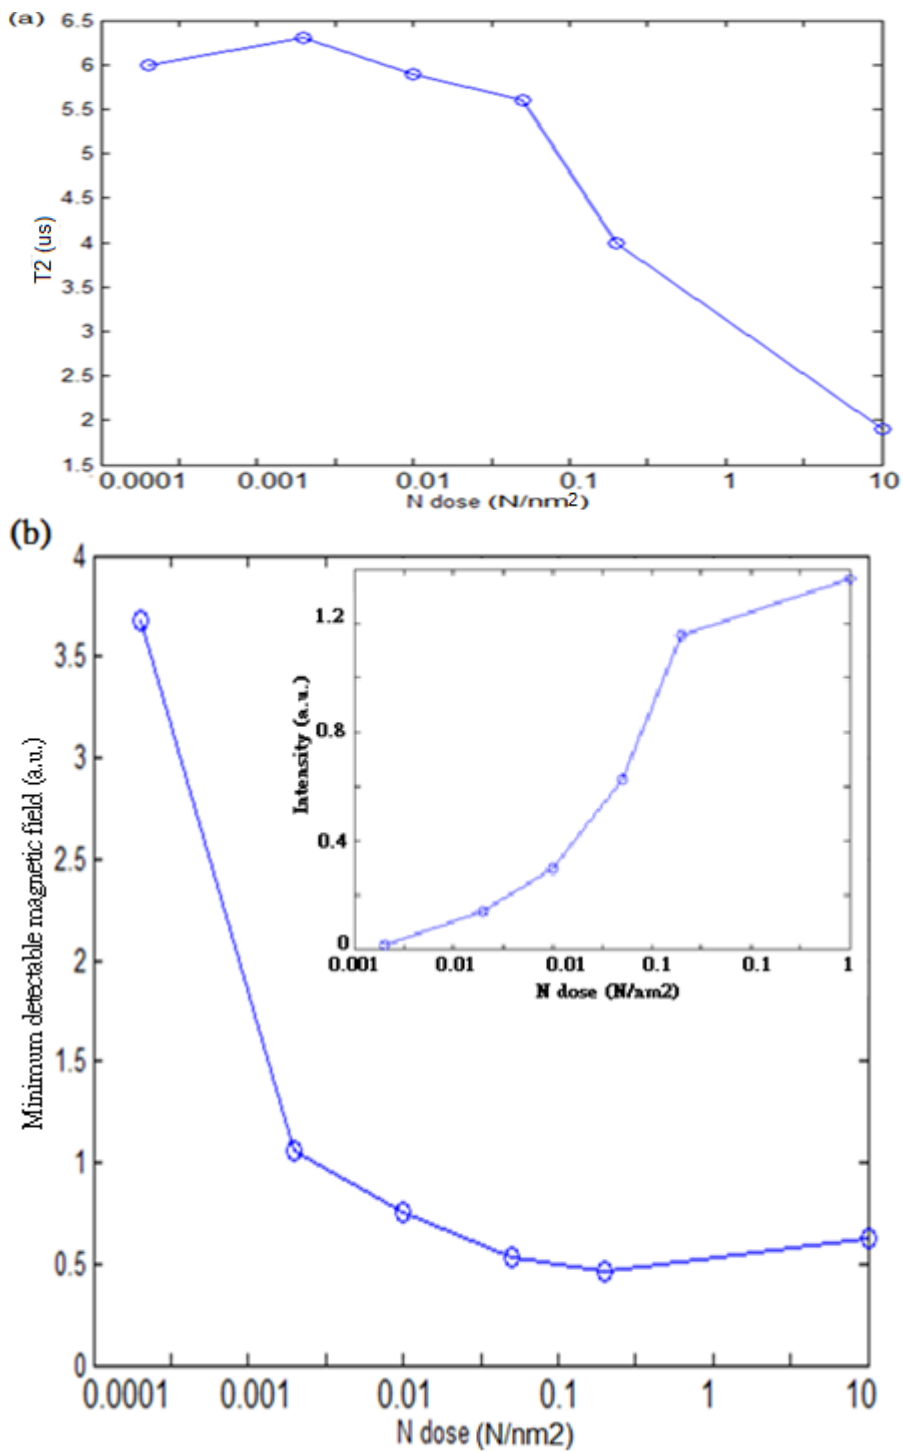 (a)
6.5
6
5.5
5
4.5
4
3.5
3
2.5
2
1.5
T2 (us)
0.0001 0.001 0.01 0.1 1 10
N dose (N/nm2)
(b)
4
3.5
3
2.5
2
1.5
1
0.5
0
Minimum detectable magnetic field (a.u.)
1.2
0.8
0.4
0
Intensity (a.u.)
0.001 0.01 0.01 0.1 0.1 1
N dose (N/nm2)
0.0001 0.001 0.01 0.1 1 10
N dose (N/nm2)